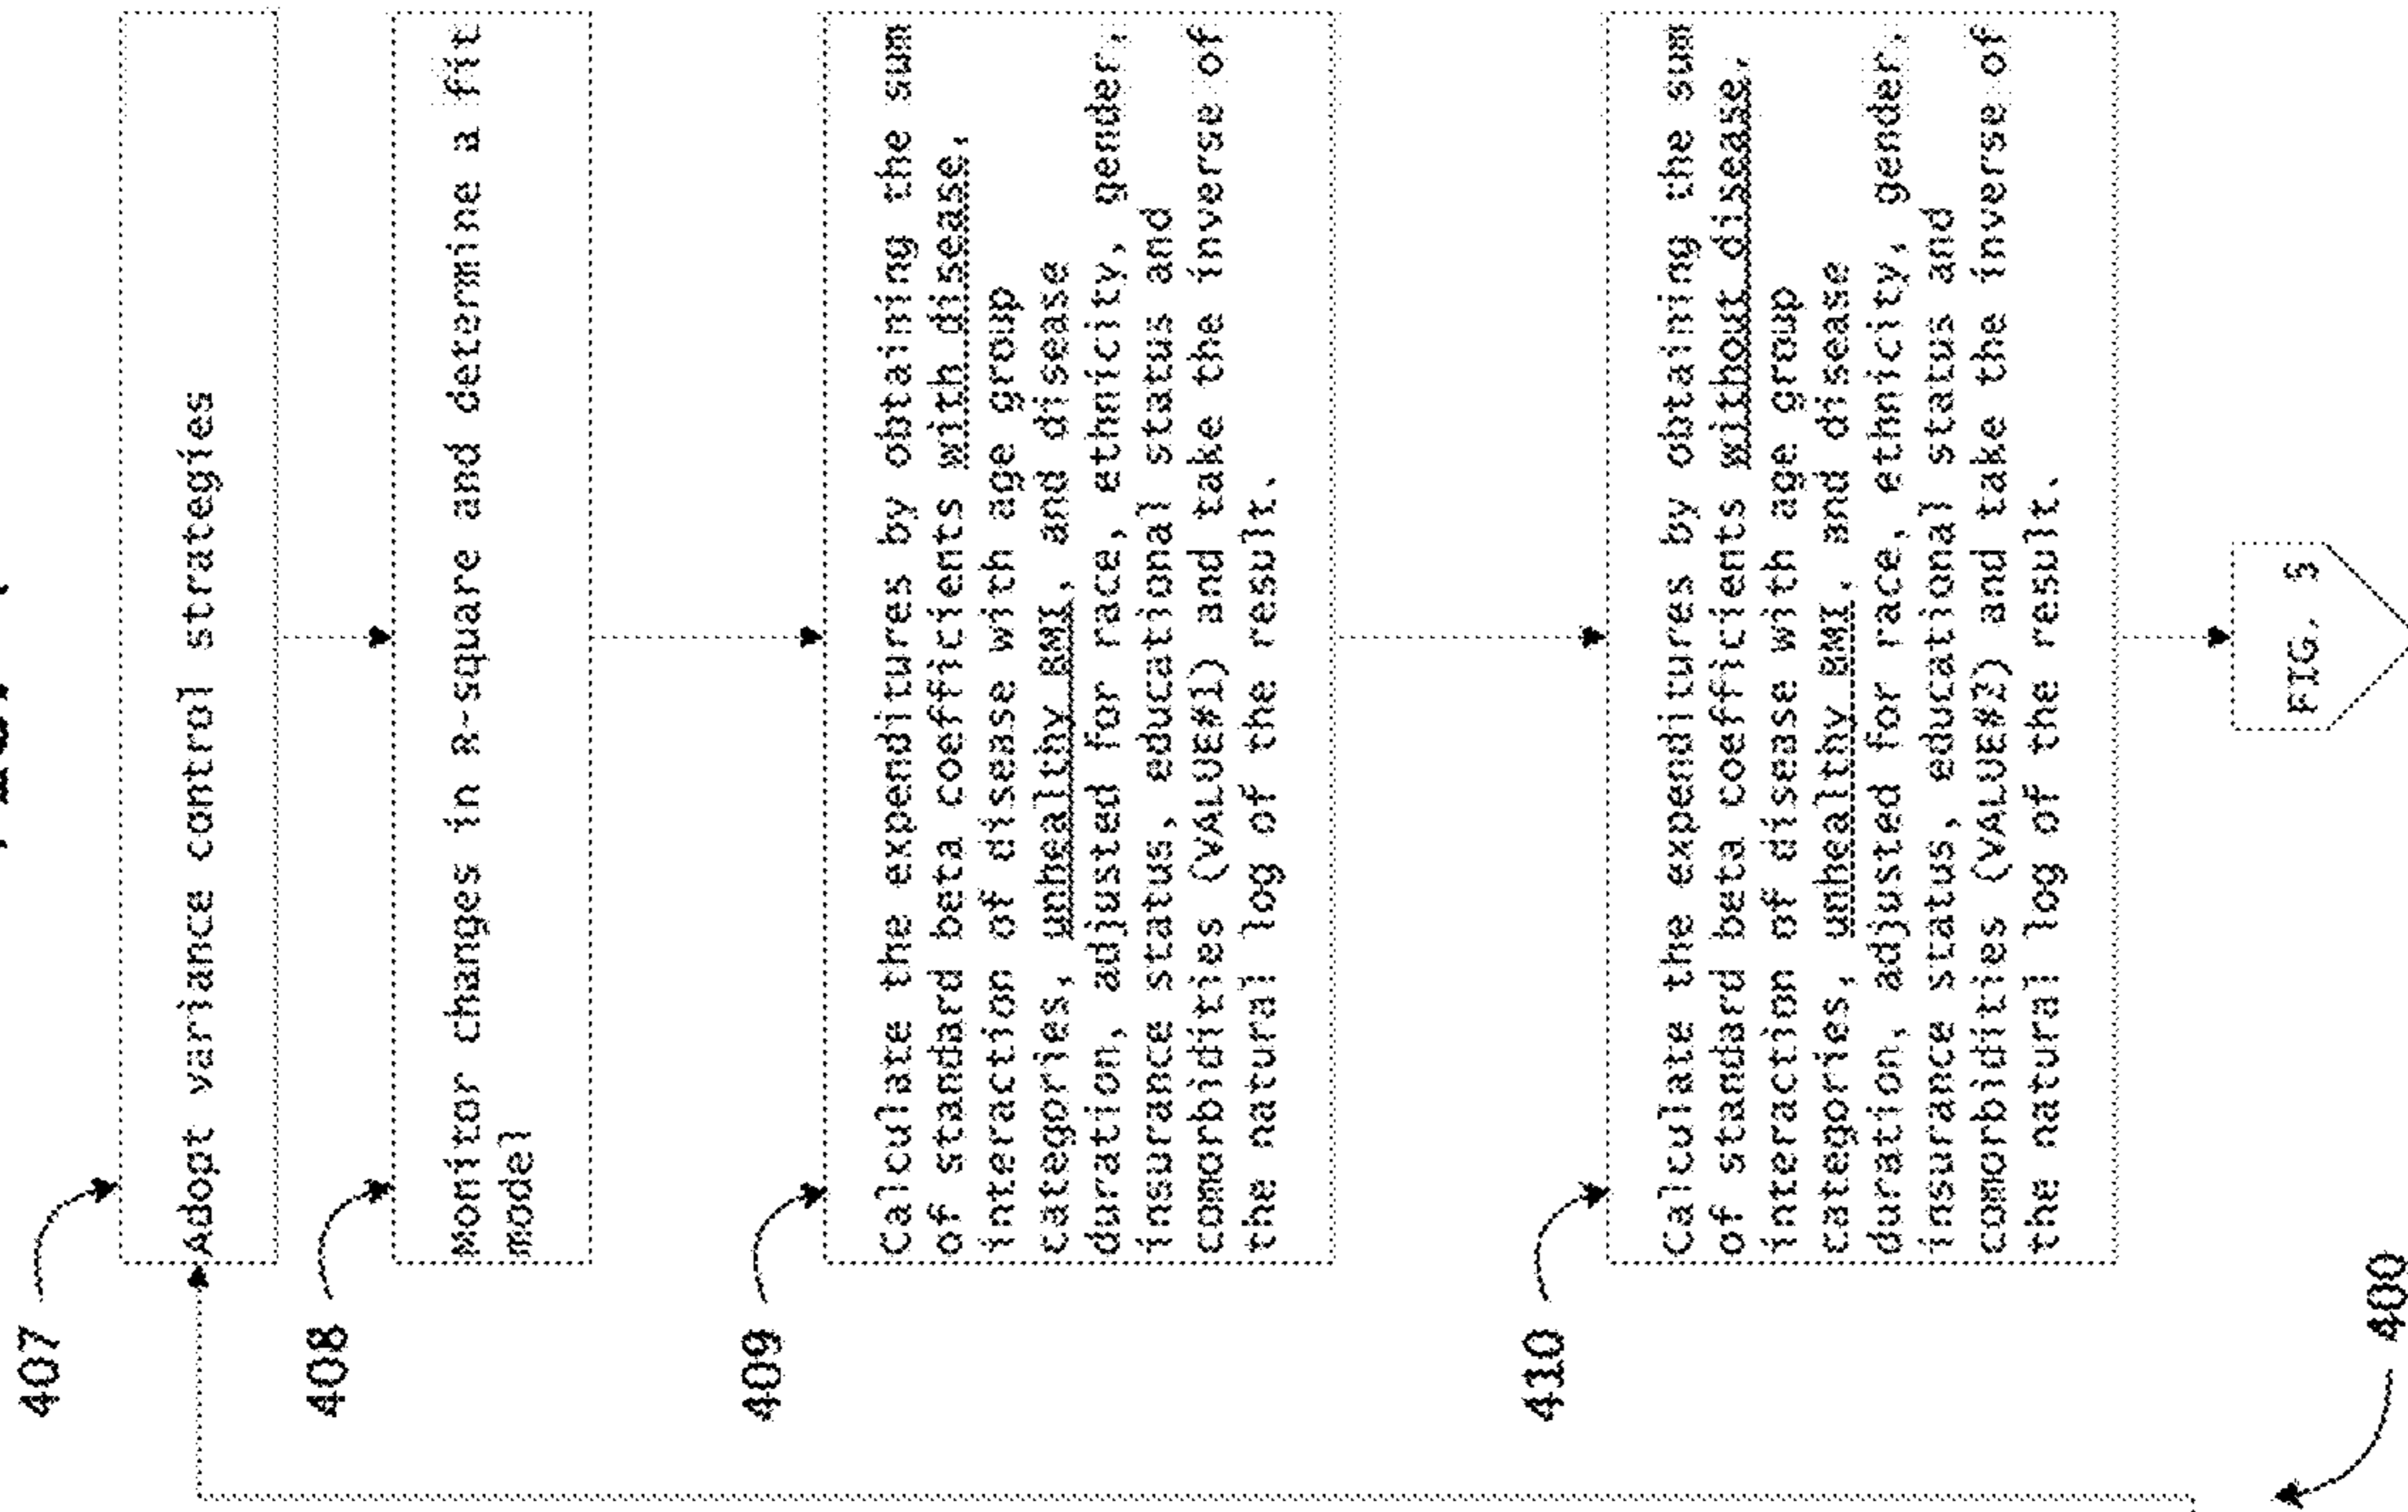 407
Adopt variance control strategies
408
Monitor changes in R-square and determine a fit
model
409
Calculate the expenditures by obtaining the sum
of standard beta coefficients with disease,
interaction of disease with age group
categories, unhealthy BMI, and disease
duration, adjusted for race, ethnicity, gender,
insurance status, educational status and
comorbidities (VALUE#1) and take the inverse of
the natural log of the result.
410
Calculate the expenditures by obtaining the sum
of standard beta coefficients without disease,
interaction of disease with age group
categories, unhealthy BMI, and disease
duration, adjusted for race, ethnicity, gender,
insurance status, educational status and
comorbidities (VALUE#2) and take the inverse of
the natural log of the result.
FIG. 5
400